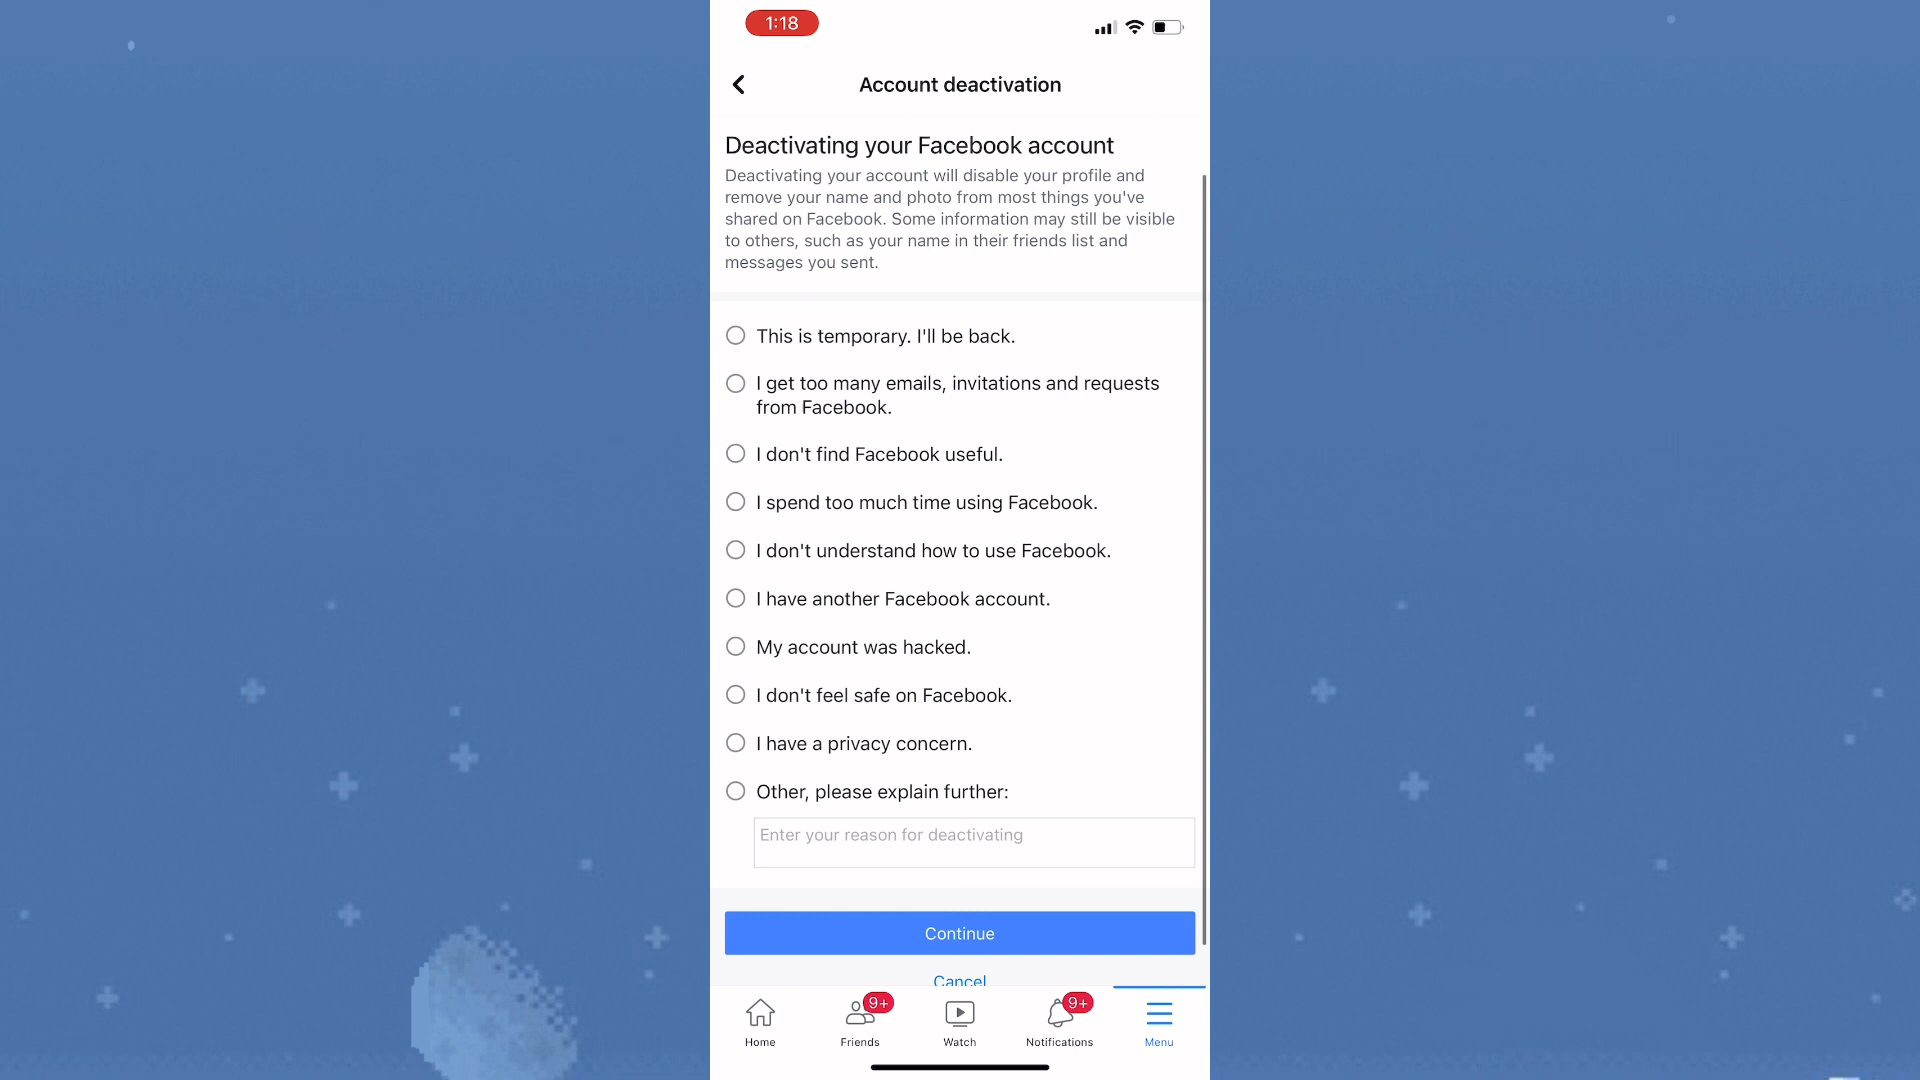 1:18
Account deactivation
Deactivating your Facebook account
Deactivating your account will disable your profile and
remove your name and photo from most things you've
shared on Facebook. Some information may still be visible
to others, such as your name in their friends list and
messages you sent.
This is temporary. I'll be back.
I get too many emails, invitations and requests
from Facebook.
I don't find Facebook useful.
I spend too much time using Facebook.
I don't understand how to use Facebook.
I have another Facebook account.
My account was hacked.
I don't feel safe on Facebook.
I have a privacy concern.
Other, please explain further:
Enter your reason for deactivating
Continue
Cancel
9+ 9+
Home Friends Watch Notifications Menu